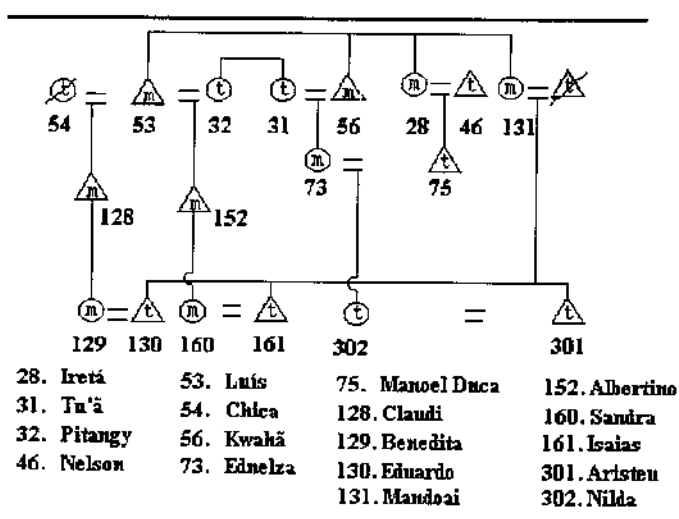 t m t t m m t m t
54 53 32 31 56 28 46 131
m t
73 75
m m
128 152
m t m t t t
129 130 160 161 302 301
28. Iretá 53. Luís 75. Manoel Duca 152. Albertino
31. Tu'ã 54. Chica 128. Claudi 160. Sandra
32. Pitangy 56. Kwahã 129. Benedita 161. Isaias
46. Nelson 73. Ednelza 130. Eduardo 301. Aristeu
131. Mandoai 302. Nilda